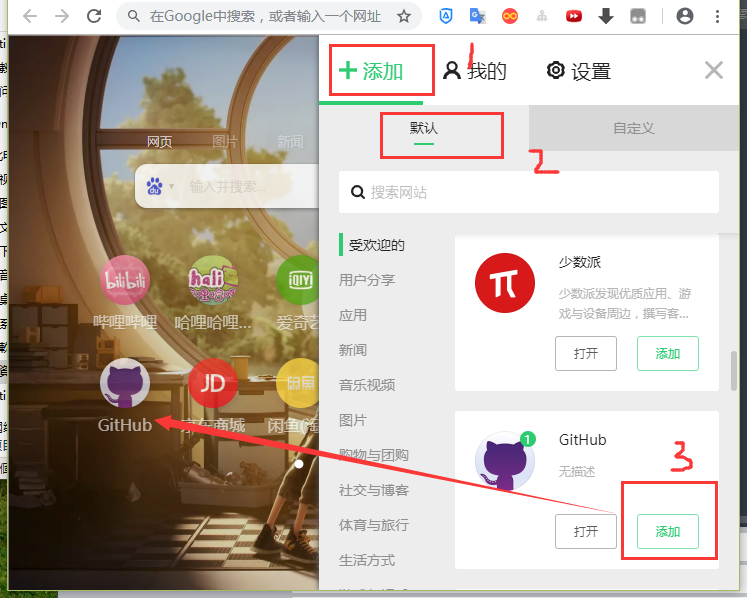 在Google中搜索，或者输入一个网址
添加
1
我的
设置
默认
自定义
2
网页
图片
新闻
输入并搜索...
搜索网站
受欢迎的
用户分享
应用
新闻
音乐视频
图片
购物与团购
社交与博客
体育与旅行
生活方式
少数派
少数派发现优质应用、游
戏与设备周边，撰写客...
打开
添加
1
GitHub
无描述
3
打开
添加
bilibili
iQIYI
哔哩哔哩
哈哩哈哩...
爱奇艺
JD
闲鱼
GitHub
京东商城
闲鱼(淘